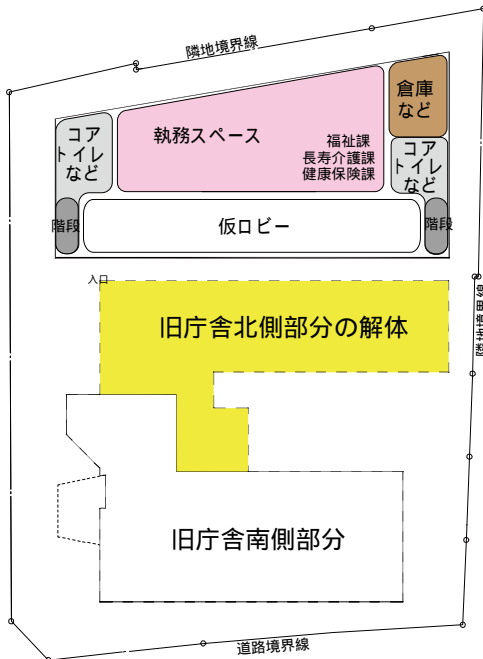 隣地境界線
倉庫
など
コア
トイレ
など
執務スペース
福祉課
長寿介護課
健康保険課
コア
トイレ
など
階段
仮ロビー
階段
入口
隣地境界線
旧庁舎北側部分の解体
旧庁舎南側部分
道路境界線